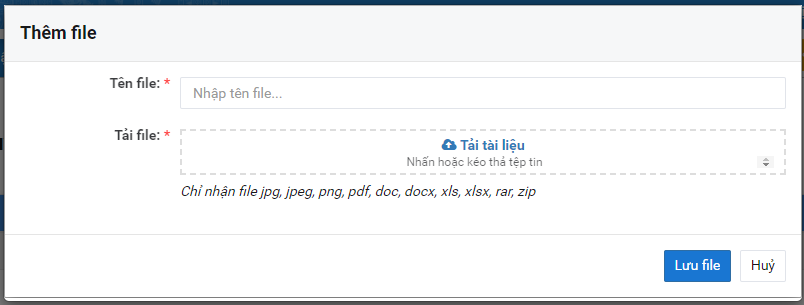 Thêm file
Tên file: *
Nhập tên file...
Tải file: *
Tải tài liệu
Nhấn hoặc kéo thả tệp tin
Chỉ nhận file jpg, jpeg, png, pdf, doc, docx, xls, xlsx, rar, zip
Lưu file Huỷ